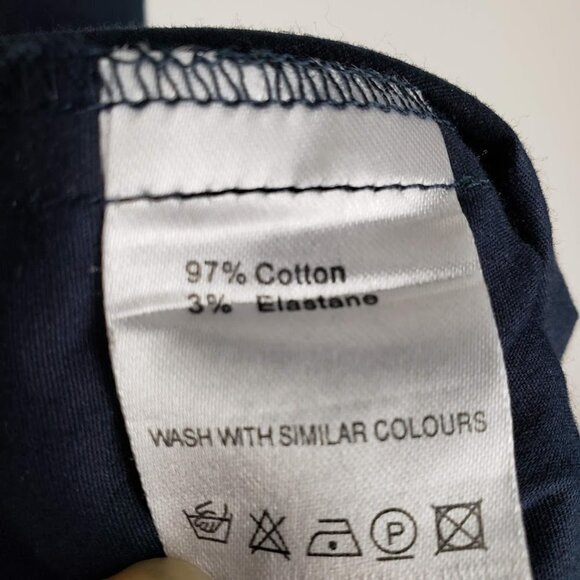 97% Cotton
3% Elastane
WASH WITH SIMILAR COLOURS
P